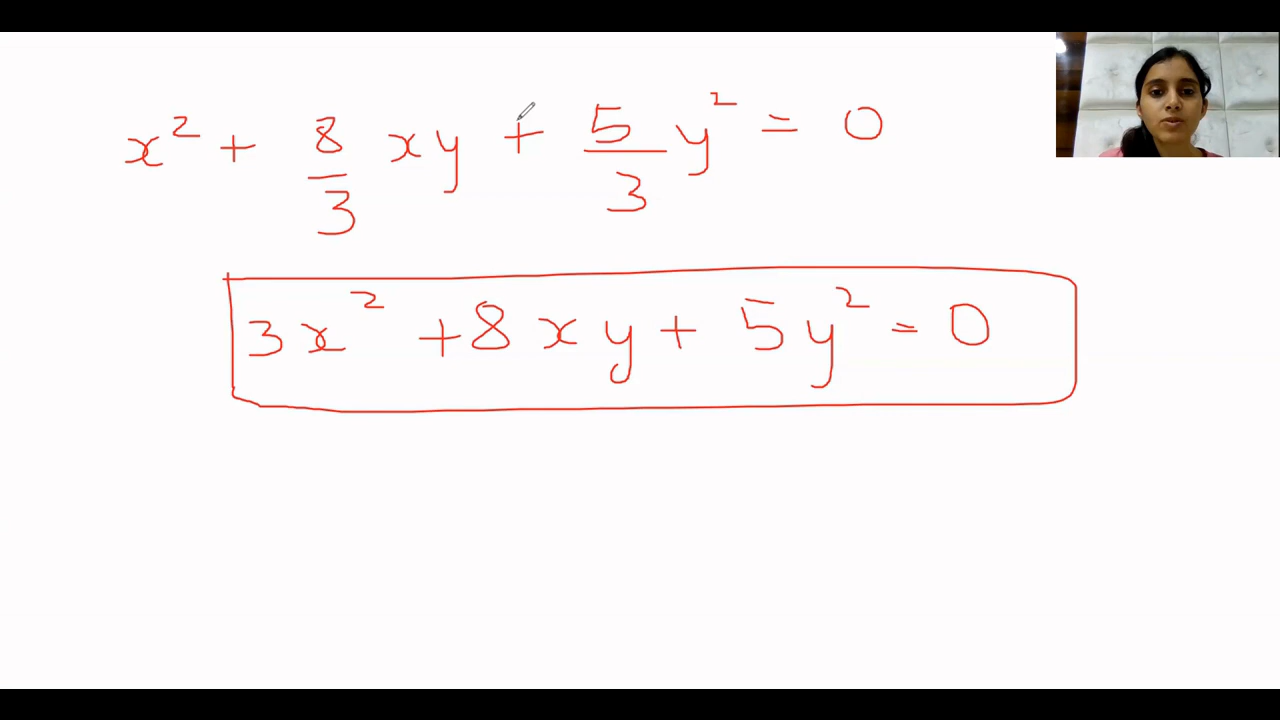 x² + 8/3 xy + 5/3 y² = 0
3x² + 8xy + 5y² = 0